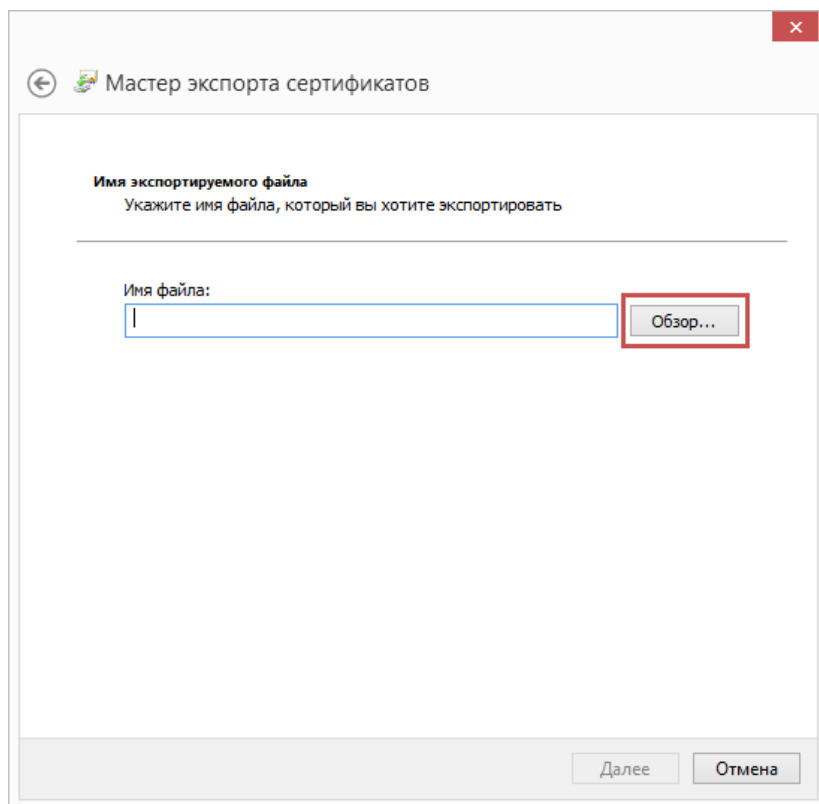 Мастер экспорта сертификатов
Имя экспортируемого файла
Укажите имя файла, который вы хотите экспортировать
Имя файла:
Обзор...
Далее
Отмена